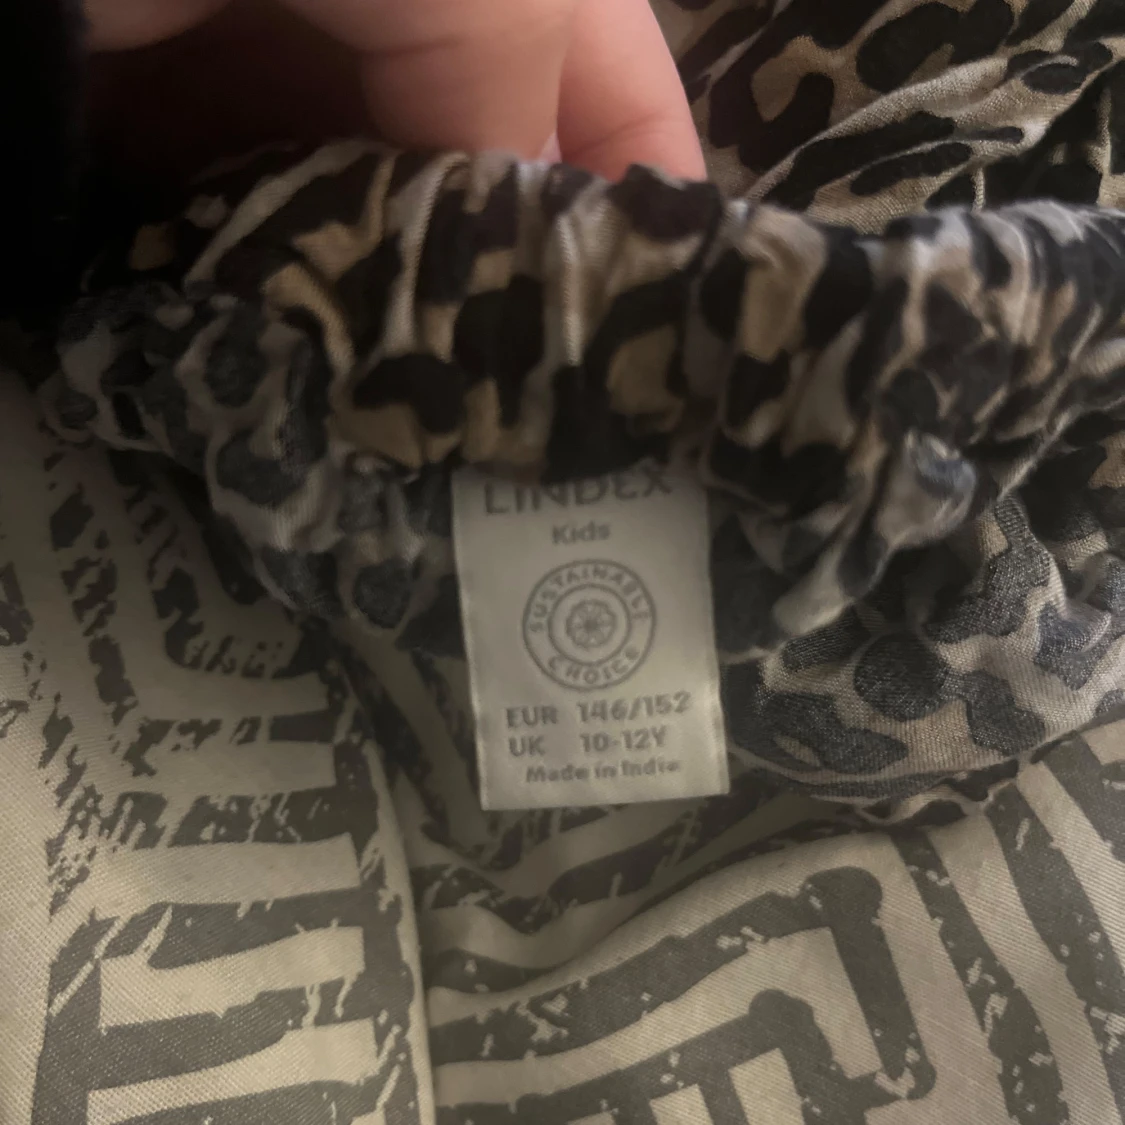 LINDEX
Kids
SUSTAINABLE
CHOICE
EUR 146/152
UK 10-12Y
Made in India